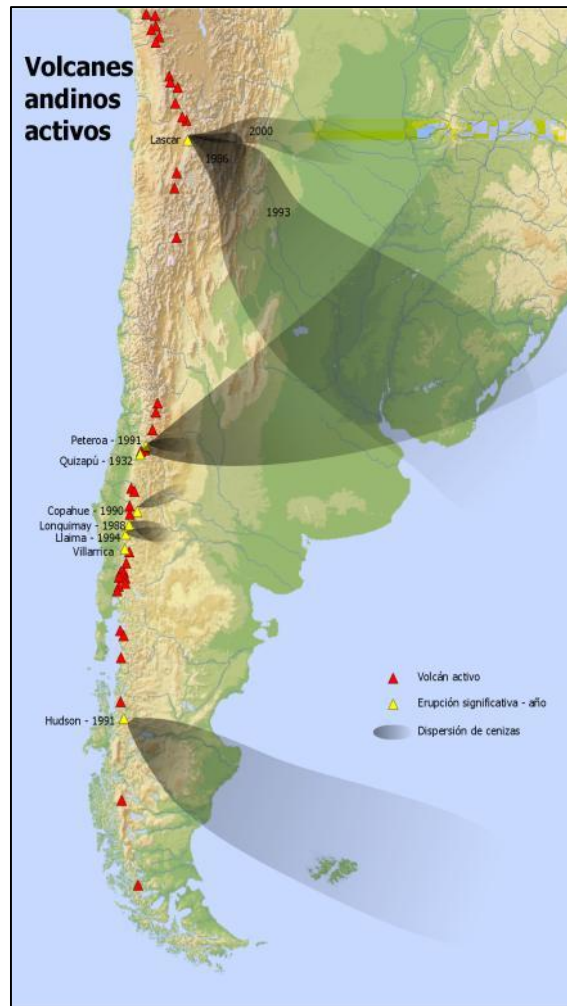 Volcanes
andinos
activos
Lascar
2000
1986
1993
Peteroa - 1991
Quizapú - 1932
Copahue - 1990
Lonquimay - 1988
Llaima - 1994
Villarrica
Volcán activo
Erupción significativa - año
Hudson - 1991
Dispersión de cenizas